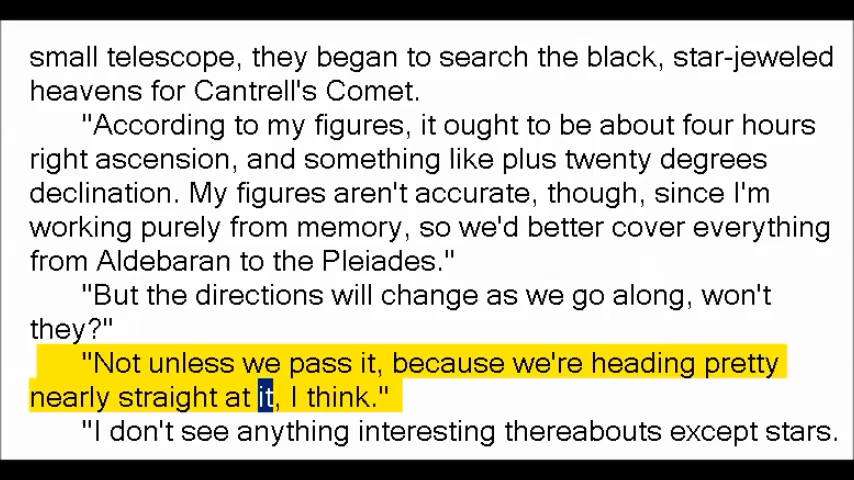 small telescope, they began to search the black, star-jeweled
heavens for Cantrell's Comet.
"According to my figures, it ought to be about four hours
right ascension, and something like plus twenty degrees
declination. My figures aren't accurate, though, since I'm
working purely from memory, so we'd better cover everything
from Aldebaran to the Pleiades."
"But the directions will change as we go along, won't
they?"
"Not unless we pass it, because we're heading pretty
nearly straight at it, I think."
"I don't see anything interesting thereabouts except stars.